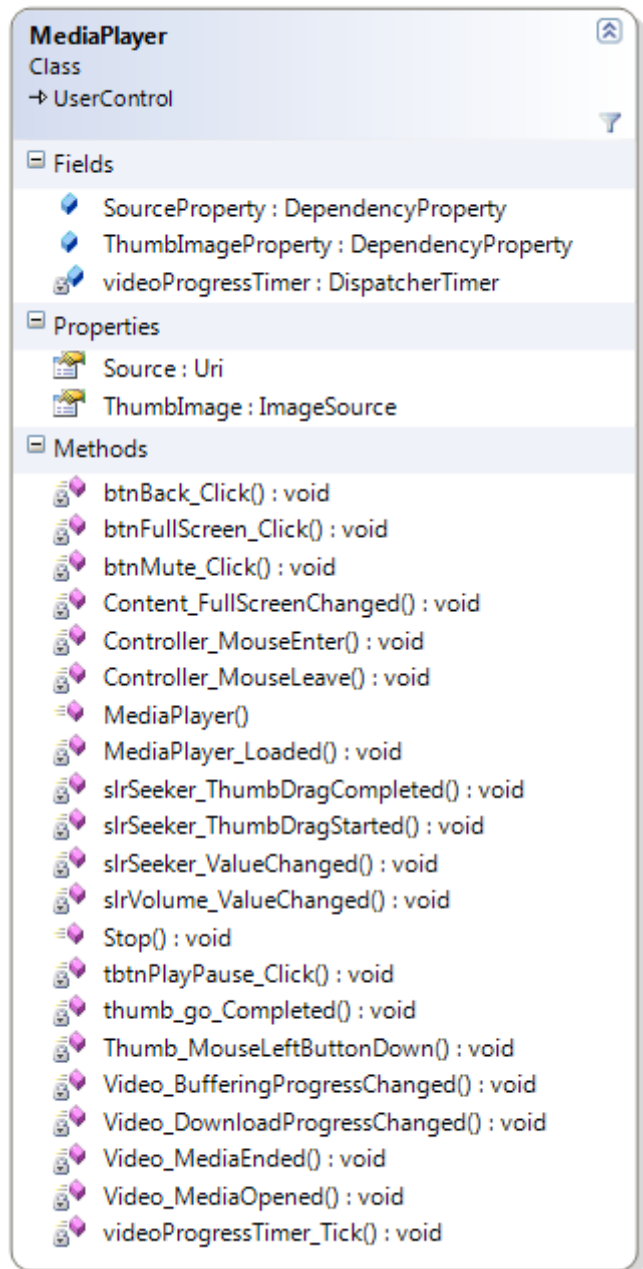 MediaPlayer
Class
UserControl
Fields
SourceProperty : DependencyProperty
ThumbImageProperty : DependencyProperty
videoProgressTimer : DispatcherTimer
Properties
Source : Uri
ThumbImage : ImageSource
Methods
btnBack_Click() : void
btnFullScreen_Click() : void
btnMute_Click() : void
Content_FullScreenChanged() : void
Controller_MouseEnter() : void
Controller_MouseLeave() : void
MediaPlayer()
MediaPlayer_Loaded() : void
slrSeeker_ThumbDragCompleted() : void
slrSeeker_ThumbDragStarted() : void
slrSeeker_ValueChanged() : void
slrVolume_ValueChanged() : void
Stop() : void
tbtnPlayPause_Click() : void
thumb_go_Completed() : void
Thumb_MouseLeftButtonDown() : void
Video_BufferingProgressChanged() : void
Video_DownloadProgressChanged() : void
Video_MediaEnded() : void
Video_MediaOpened() : void
videoProgressTimer_Tick() : void